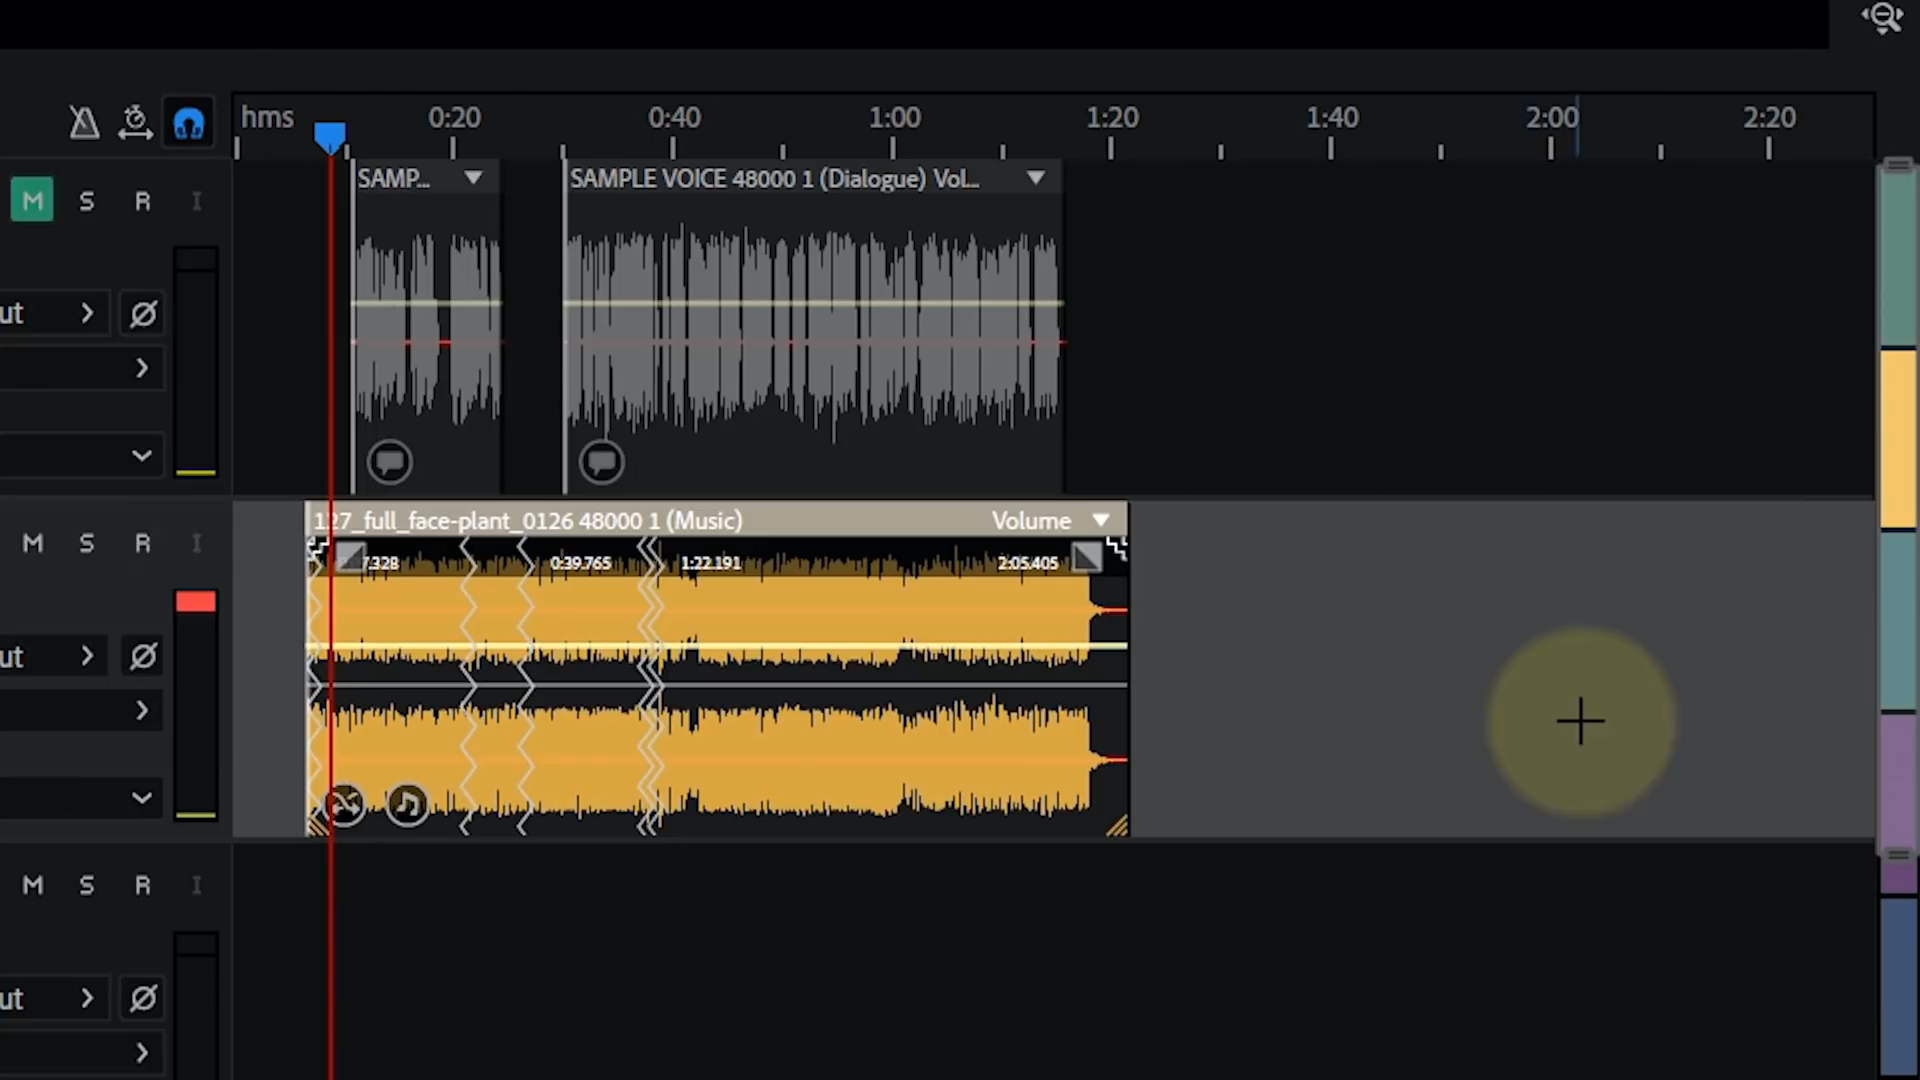 hms 0:20 0:40 1:00 1:20 1:40 2:00 2:20
SAMP... SAMPLE VOICE 48000 1 (Dialogue) Vol...
M S R I
ut
127_full_face-plant_0126 48000 1 (Music) Volume
7.328 0:39.765 1:22.191 2:05.405
M S R I
ut
M S R I
ut